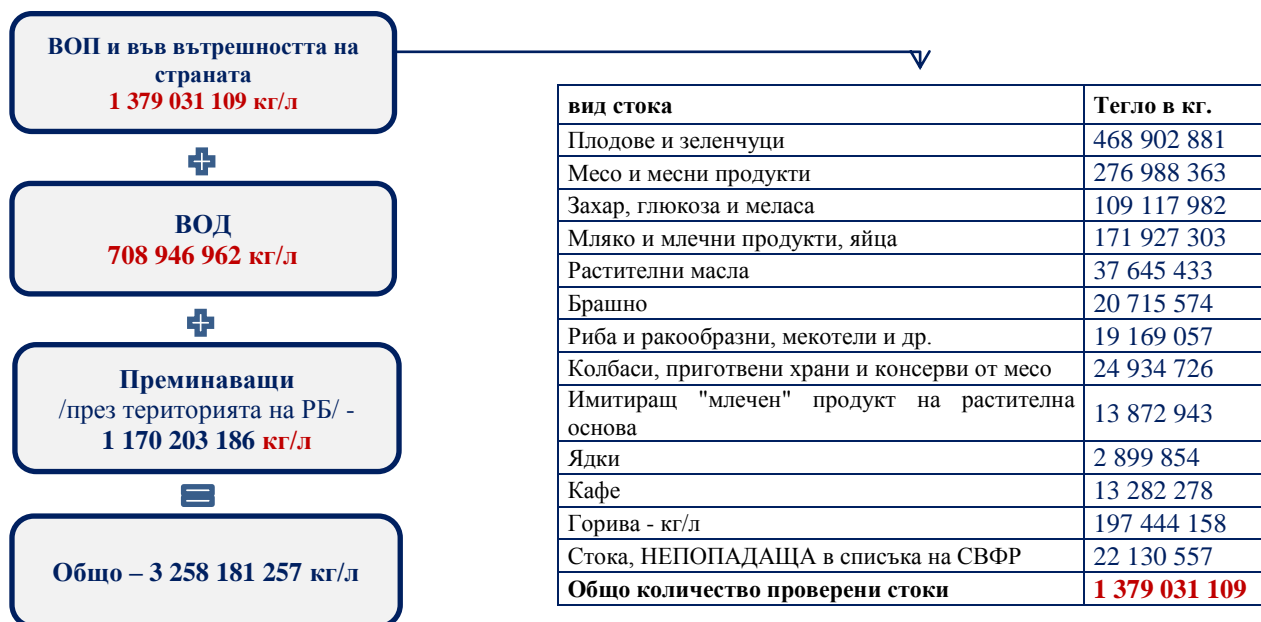 ВОП и във вътрешността на
страната
1 379 031 109 кг/л
ВОД
708 946 962 кг/л
Преминаващи
/през територията на РБ/ -
1 170 203 186 кг/л
Общо – 3 258 181 257 кг/л
вид стока Тегло в кг.
Плодове и зеленчуци 468 902 881
Месо и месни продукти 276 988 363
Захар, глюкоза и меласа 109 117 982
Мляко и млечни продукти, яйца 171 927 303
Растителни масла 37 645 433
Брашно 20 715 574
Риба и ракообразни, мекотели и др. 19 169 057
Колбаси, приготвени храни и консерви от месо 24 934 726
Имитиращ "млечен" продукт на растителна
основа 13 872 943
Ядки 2 899 854
Кафе 13 282 278
Горива - кг/л 197 444 158
Стока, НЕПОПАДАЩА в списъка на СВФР 22 130 557
Общо количество проверени стоки 1 379 031 109